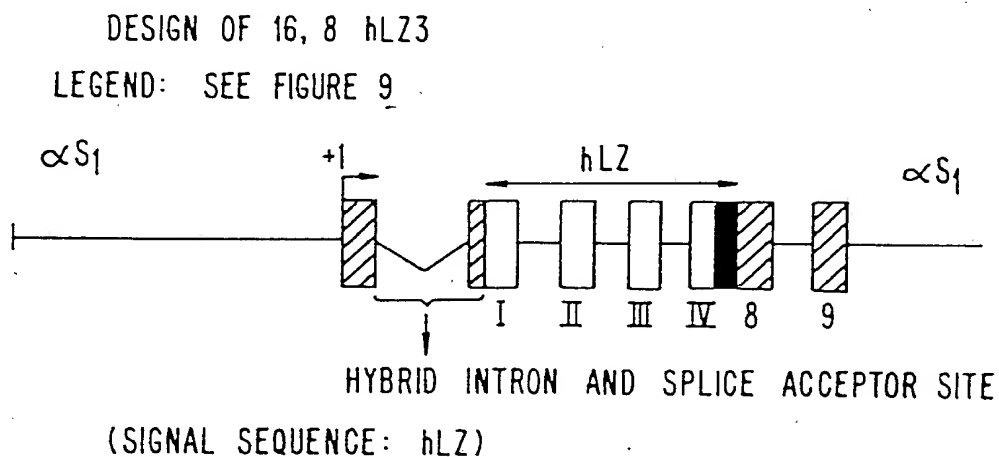 DESIGN OF 16, 8 hLZ3
LEGEND: SEE FIGURE 9
αS1 +1 hLZ αS1
I II III IV 8 9
HYBRID INTRON AND SPLICE ACCEPTOR SITE
(SIGNAL SEQUENCE: hLZ)